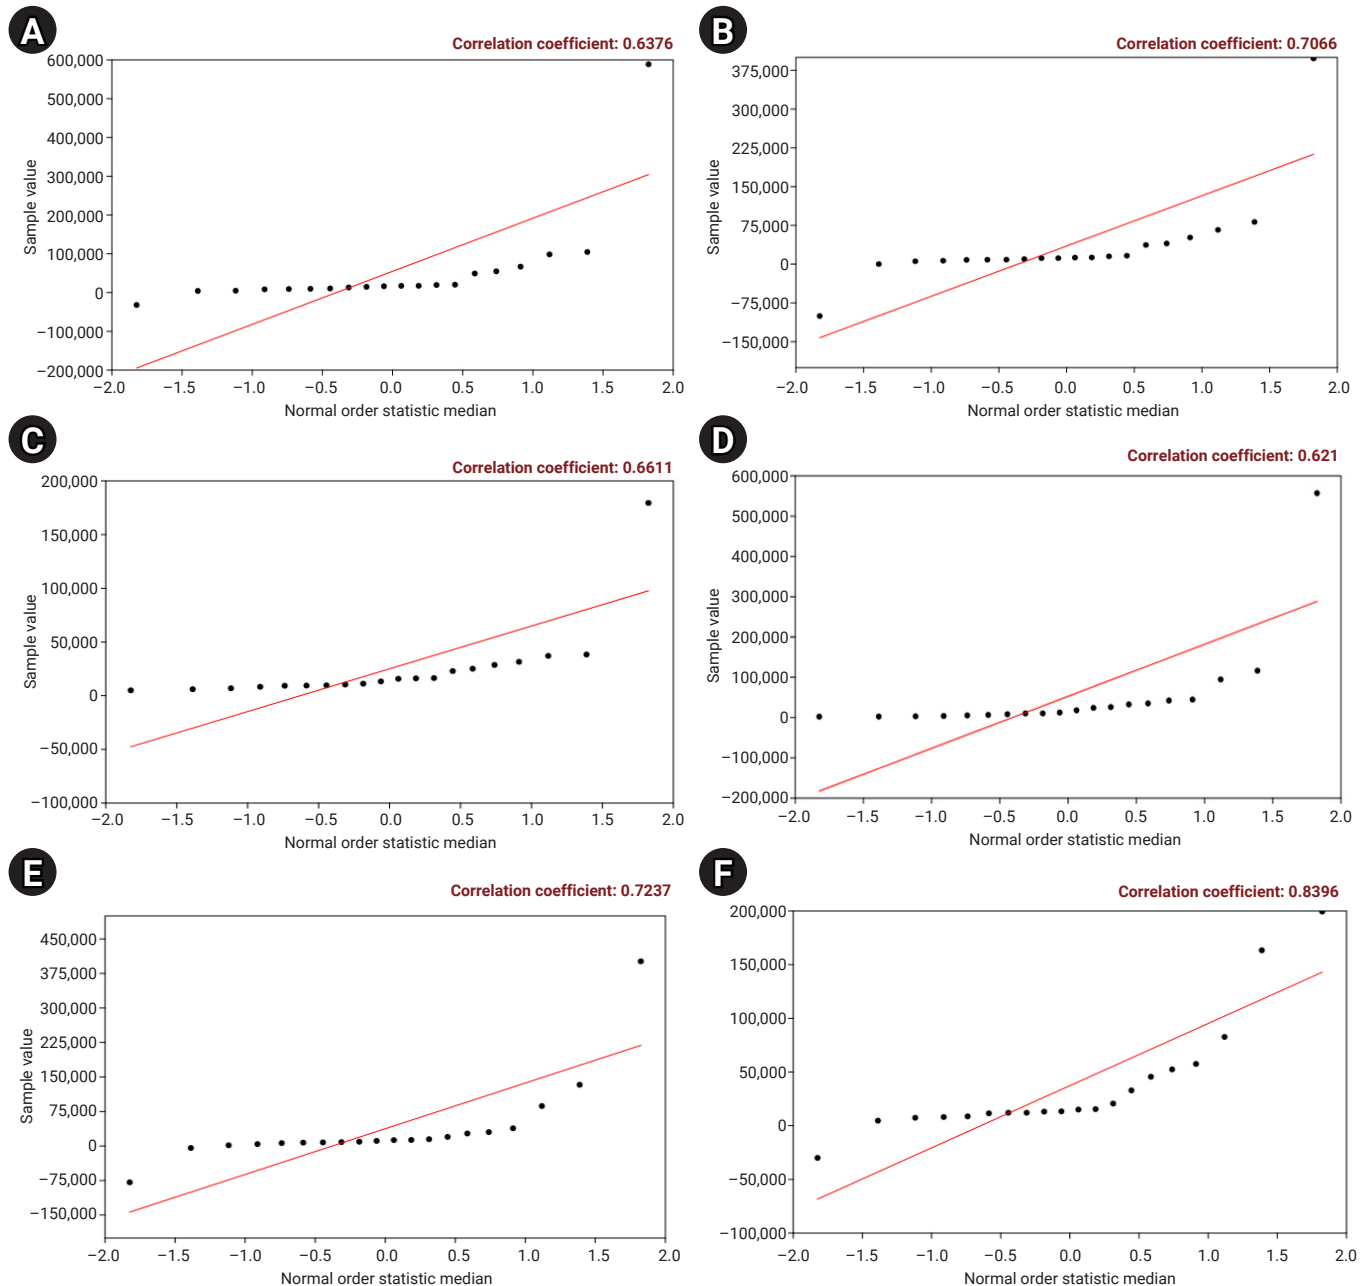 A
Correlation coefficient: 0.6376
600,000
500,000
400,000
300,000
200,000
100,000
0
−100,000
−200,000
Sample value
−2.0 −1.5 −1.0 −0.5 0.0 0.5 1.0 1.5 2.0
Normal order statistic median
B
Correlation coefficient: 0.7066
375,000
300,000
225,000
150,000
75,000
0
−75,000
−150,000
Sample value
−2.0 −1.5 −1.0 −0.5 0.0 0.5 1.0 1.5 2.0
Normal order statistic median
C
Correlation coefficient: 0.6611
200,000
150,000
100,000
50,000
0
−50,000
−100,000
Sample value
−2.0 −1.5 −1.0 −0.5 0.0 0.5 1.0 1.5 2.0
Normal order statistic median
D
Correlation coefficient: 0.621
600,000
500,000
400,000
300,000
200,000
100,000
0
−100,000
−200,000
Sample value
−2.0 −1.5 −1.0 −0.5 0.0 0.5 1.0 1.5 2.0
Normal order statistic median
E
Correlation coefficient: 0.7237
450,000
375,000
300,000
225,000
150,000
75,000
0
−75,000
−150,000
Sample value
−2.0 −1.5 −1.0 −0.5 0.0 0.5 1.0 1.5 2.0
Normal order statistic median
F
Correlation coefficient: 0.8396
200,000
150,000
100,000
50,000
0
−50,000
−100,000
Sample value
−2.0 −1.5 −1.0 −0.5 0.0 0.5 1.0 1.5 2.0
Normal order statistic median